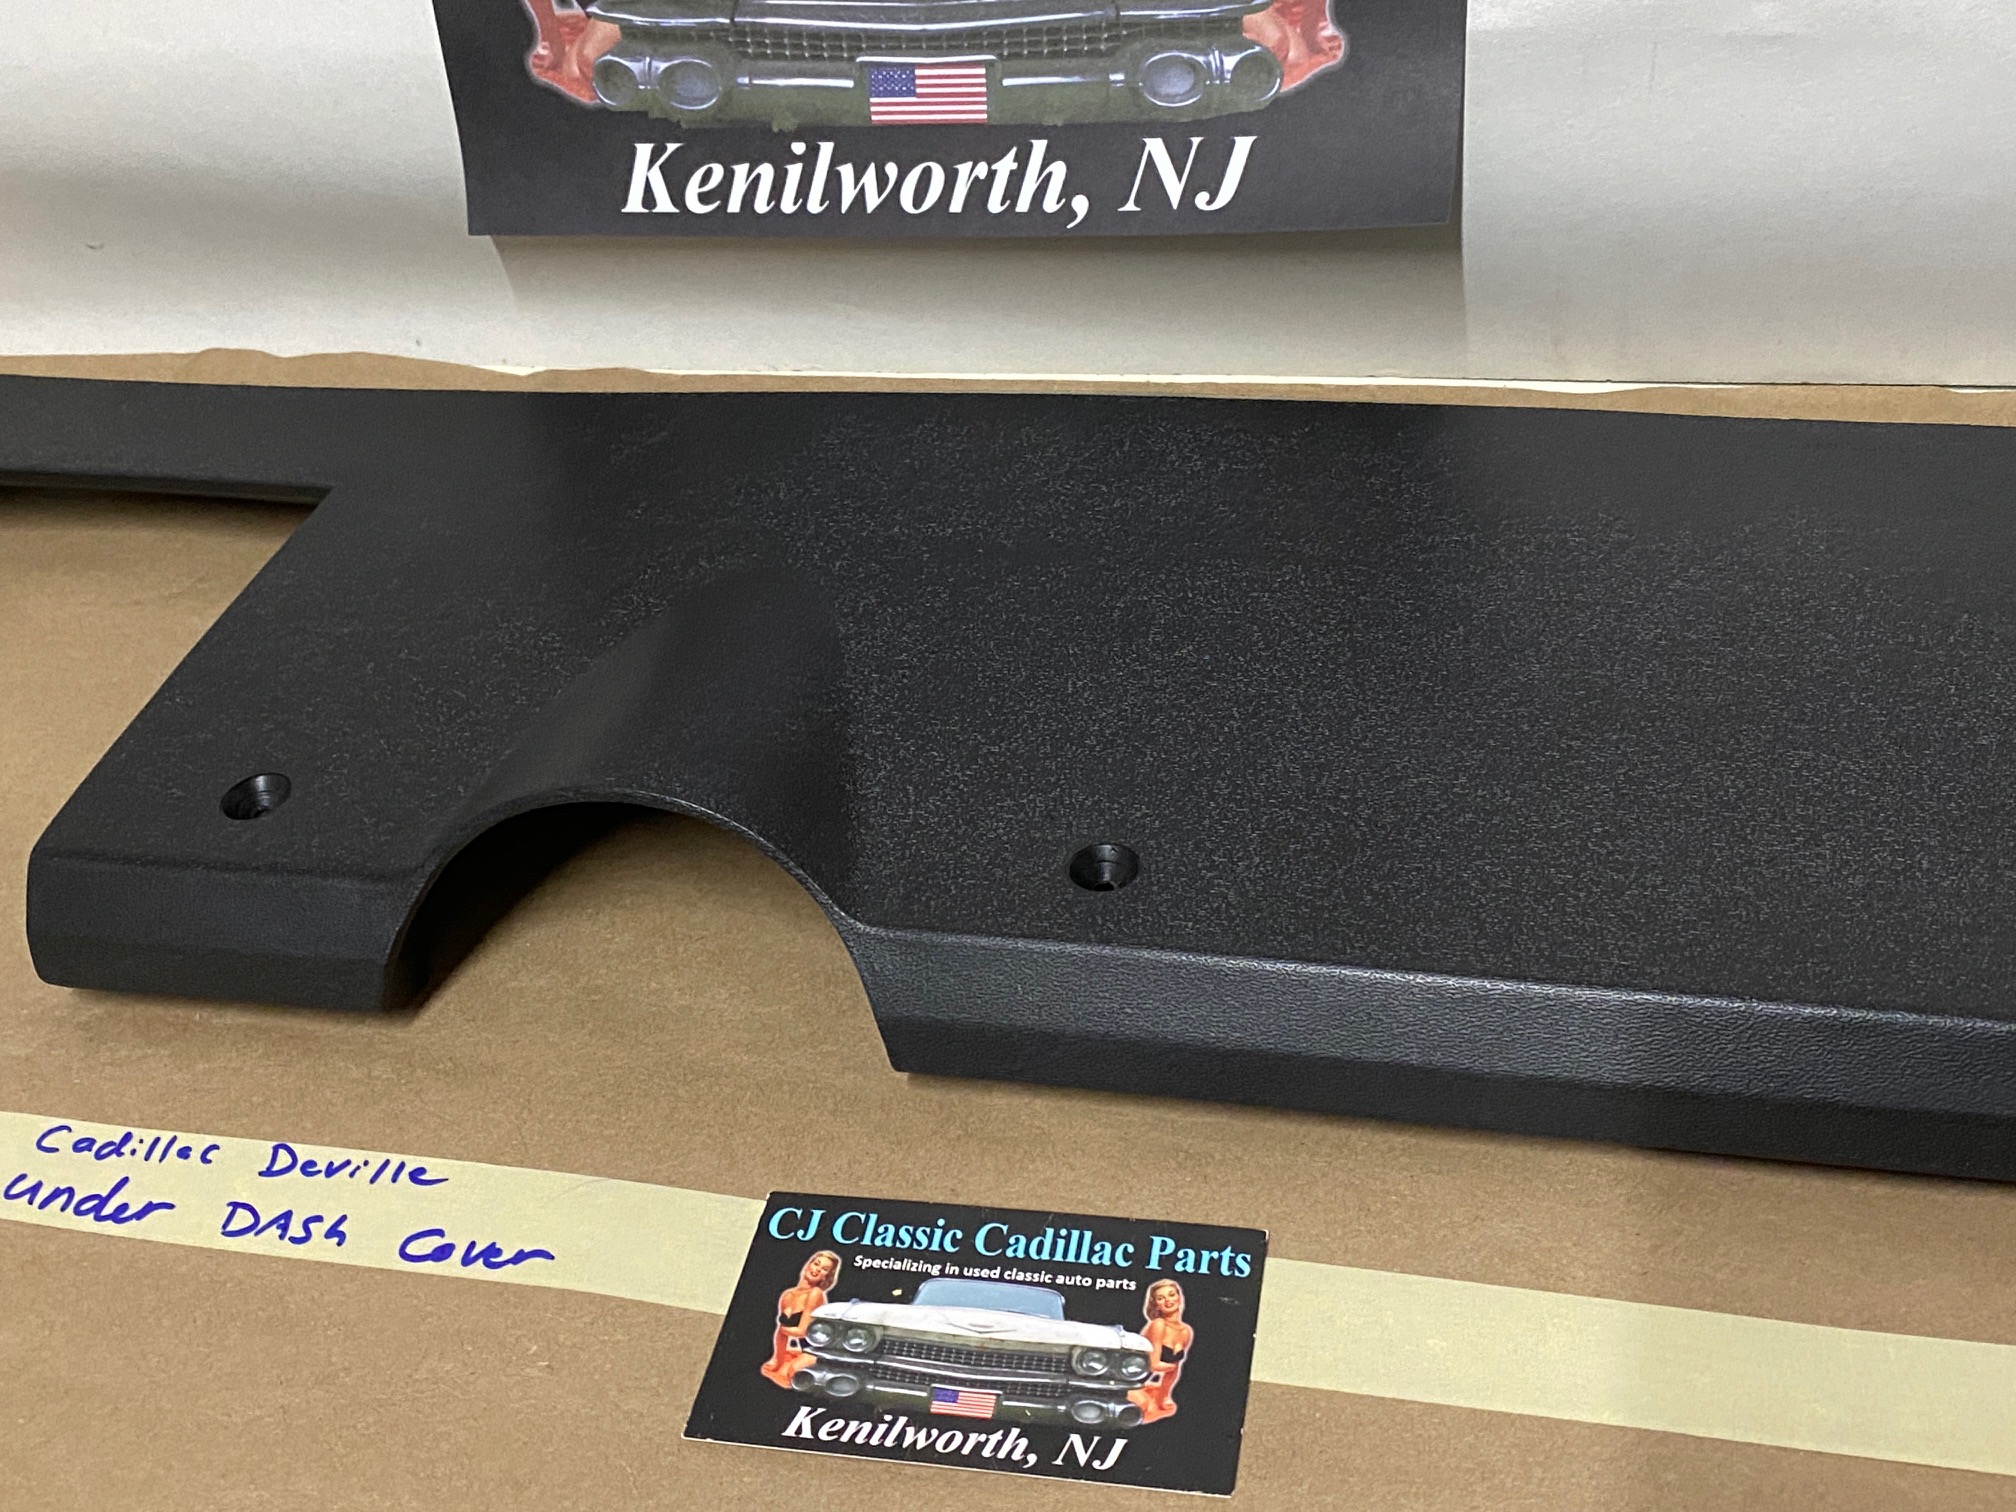 Kenilworth, NJ
Cadillac Deville
under DASh Cover
CJ Classic Cadillac Parts
Specializing in used classic auto parts
Kenilworth, NJ